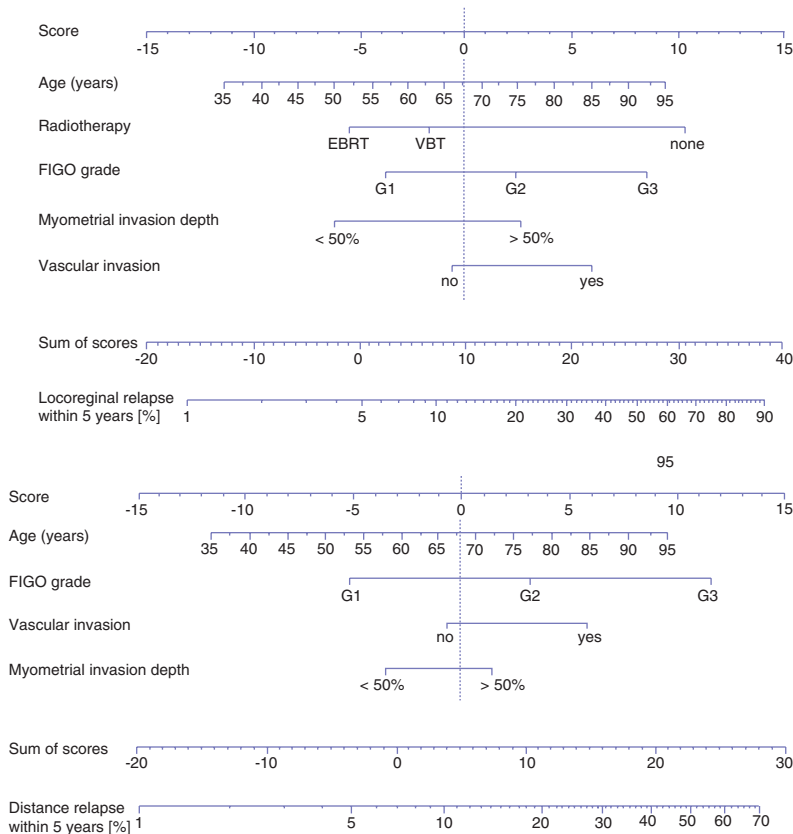 Score
-15 -10 -5 0 5 10 15
Age (years)
35 40 45 50 55 60 65 70 75 80 85 90 95
Radiotherapy
EBRT VBT none
FIGO grade
G1 G2 G3
Myometrial invasion depth
< 50% > 50%
Vascular invasion
no yes
Sum of scores
-20 -10 0 10 20 30 40
Locoreginal relapse
within 5 years [%] 1 5 10 20 30 40 50 60 70 80 90
95
Score
-15 -10 -5 0 5 10 15
Age (years)
35 40 45 50 55 60 65 70 75 80 85 90 95
FIGO grade
G1 G2 G3
Vascular invasion
no yes
Myometrial invasion depth
< 50% > 50%
Sum of scores
-20 -10 0 10 20 30
Distance relapse
within 5 years [%] 1 5 10 20 30 40 50 60 70